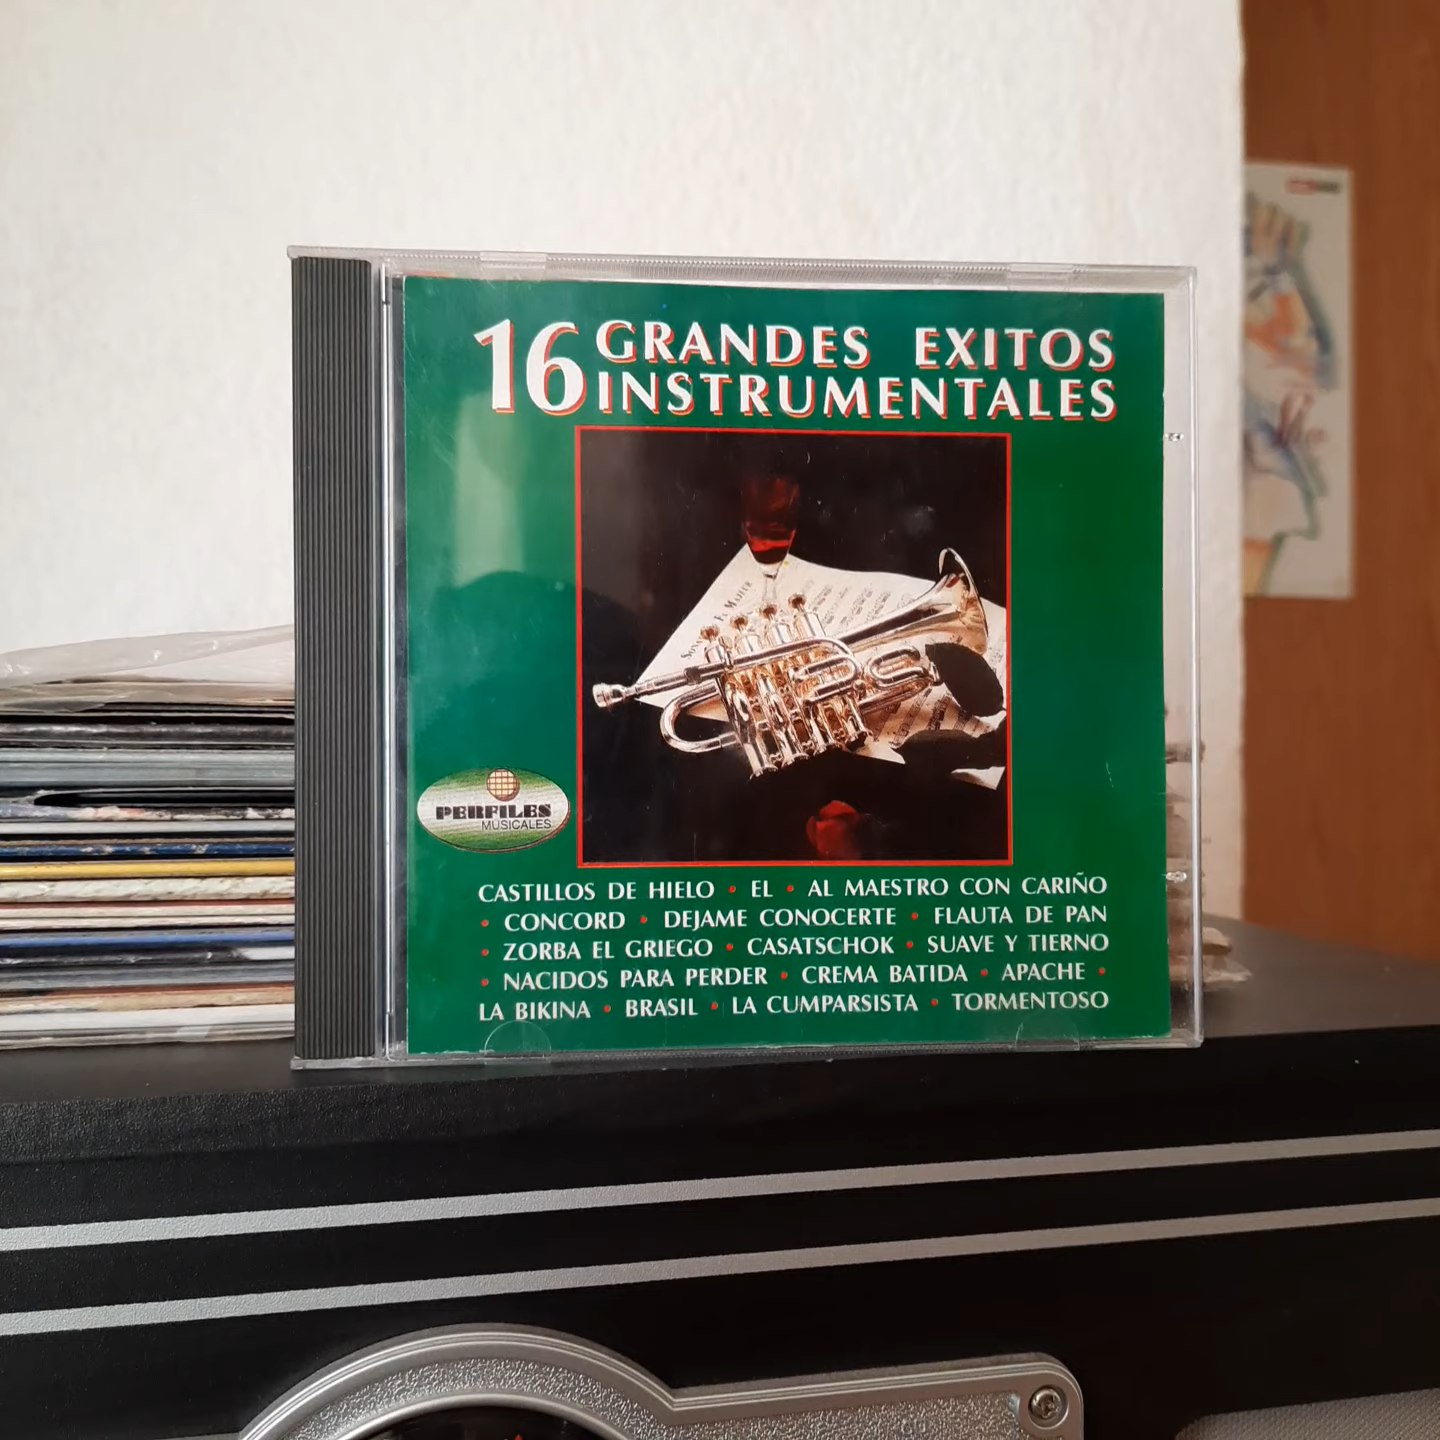 16 GRANDES EXITOS
INSTRUMENTALES
PERFILES
MUSICALES
CASTILLOS DE HIELO • EL • AL MAESTRO CON CARIÑO
• CONCORD • DEJAME CONOCERTE • FLAUTA DE PAN
• ZORBA EL GRIEGO • CASATSCHOK • SUAVE Y TIERNO
• NACIDOS PARA PERDER • CREMA BATIDA • APACHE •
LA BIKINA • BRASIL • LA CUMPARSISTA • TORMENTOSO